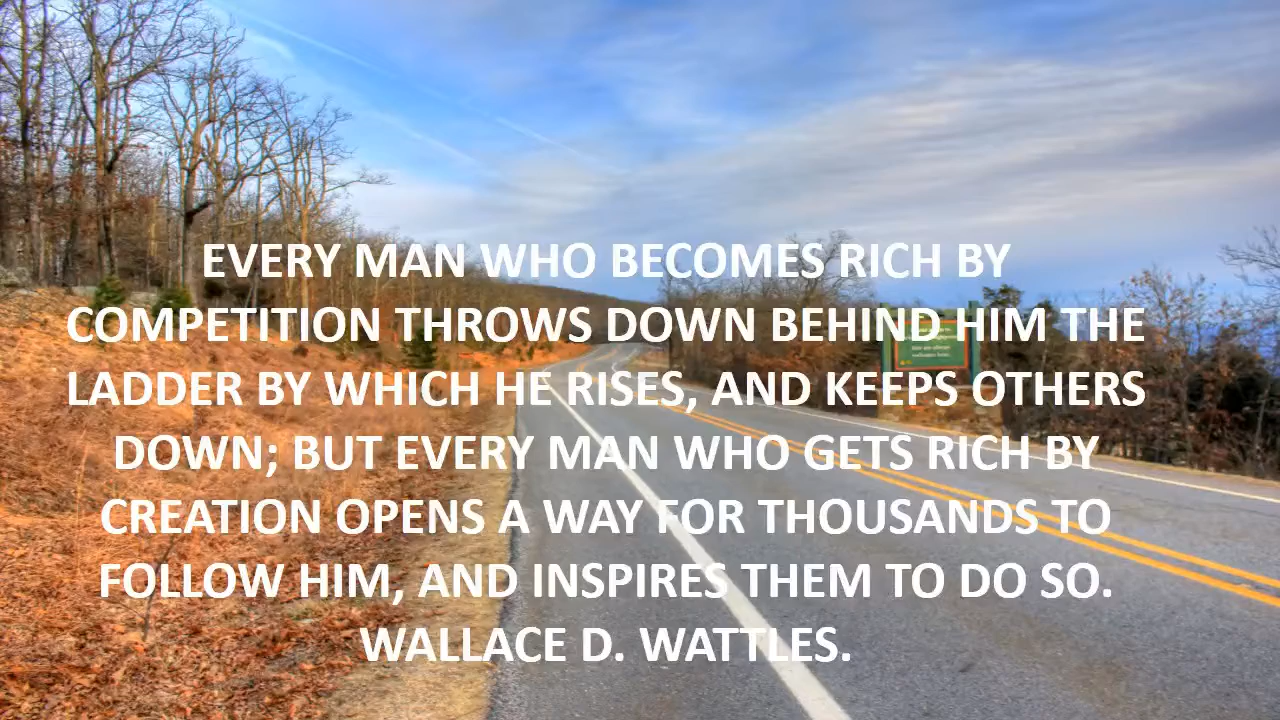 EVERY MAN WHO BECOMES RICH BY
COMPETITION THROWS DOWN BEHIND HIM THE
LADDER BY WHICH HE RISES, AND KEEPS OTHERS
DOWN; BUT EVERY MAN WHO GETS RICH BY
CREATION OPENS A WAY FOR THOUSANDS TO
FOLLOW HIM, AND INSPIRES THEM TO DO SO.
WALLACE D. WATTLES.